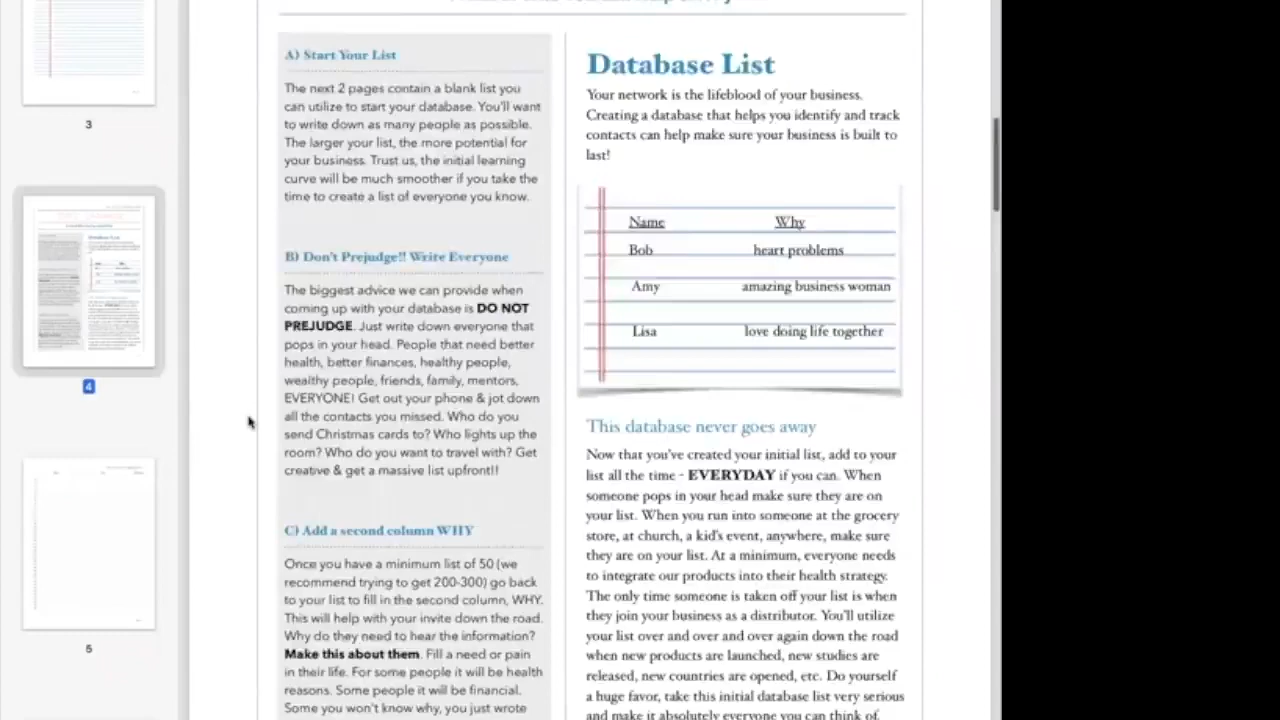 A) Start Your List
The next 2 pages contain a blank list you
can utilize to start your database. You'll want
to write down as many people as possible.
The larger your list, the more potential for
your business. Trust us, the initial learning
curve will be much smoother if you take the
time to create a list of everyone you know.
B) Don't Prejudge!! Write Everyone
The biggest advice we can provide when
coming up with your database is DO NOT
PREJUDGE. Just write down everyone that
pops in your head. People that need better
health, better finances, healthy people,
wealthy people, friends, family, mentors,
EVERYONE! Get out your phone & jot down
all the contacts you missed. Who do you
send Christmas cards to? Who lights up the
room? Who do you want to travel with? Get
creative & get a massive list upfront!!
C) Add a second column WHY
Once you have a minimum list of 50 (we
recommend trying to get 200-300) go back
to your list to fill in the second column, WHY.
This will help with your invite down the road.
Why do they need to hear the information?
Make this about them. Fill a need or pain
in their life. For some people it will be health
reasons. Some people it will be financial.
Some you won't know why, you just wrote
Database List
Your network is the lifeblood of your business.
Creating a database that helps you identify and track
contacts can help make sure your business is built to
last!
Name Why
Bob heart problems
Amy amazing business woman
Lisa love doing life together
This database never goes away
Now that you've created your initial list, add to your
list all the time - EVERYDAY if you can. When
someone pops in your head make sure they are on
your list. When you run into someone at the grocery
store, at church, a kid's event, anywhere, make sure
they are on your list. At a minimum, everyone needs
to integrate our products into their health strategy.
The only time someone is taken off your list is when
they join your business as a distributor. You'll utilize
your list over and over and over again down the road
when new products are launched, new studies are
released, new countries are opened, etc. Do yourself
a huge favor, take this initial database list very serious
and make it absolutely everyone you can think of.
3
4
5